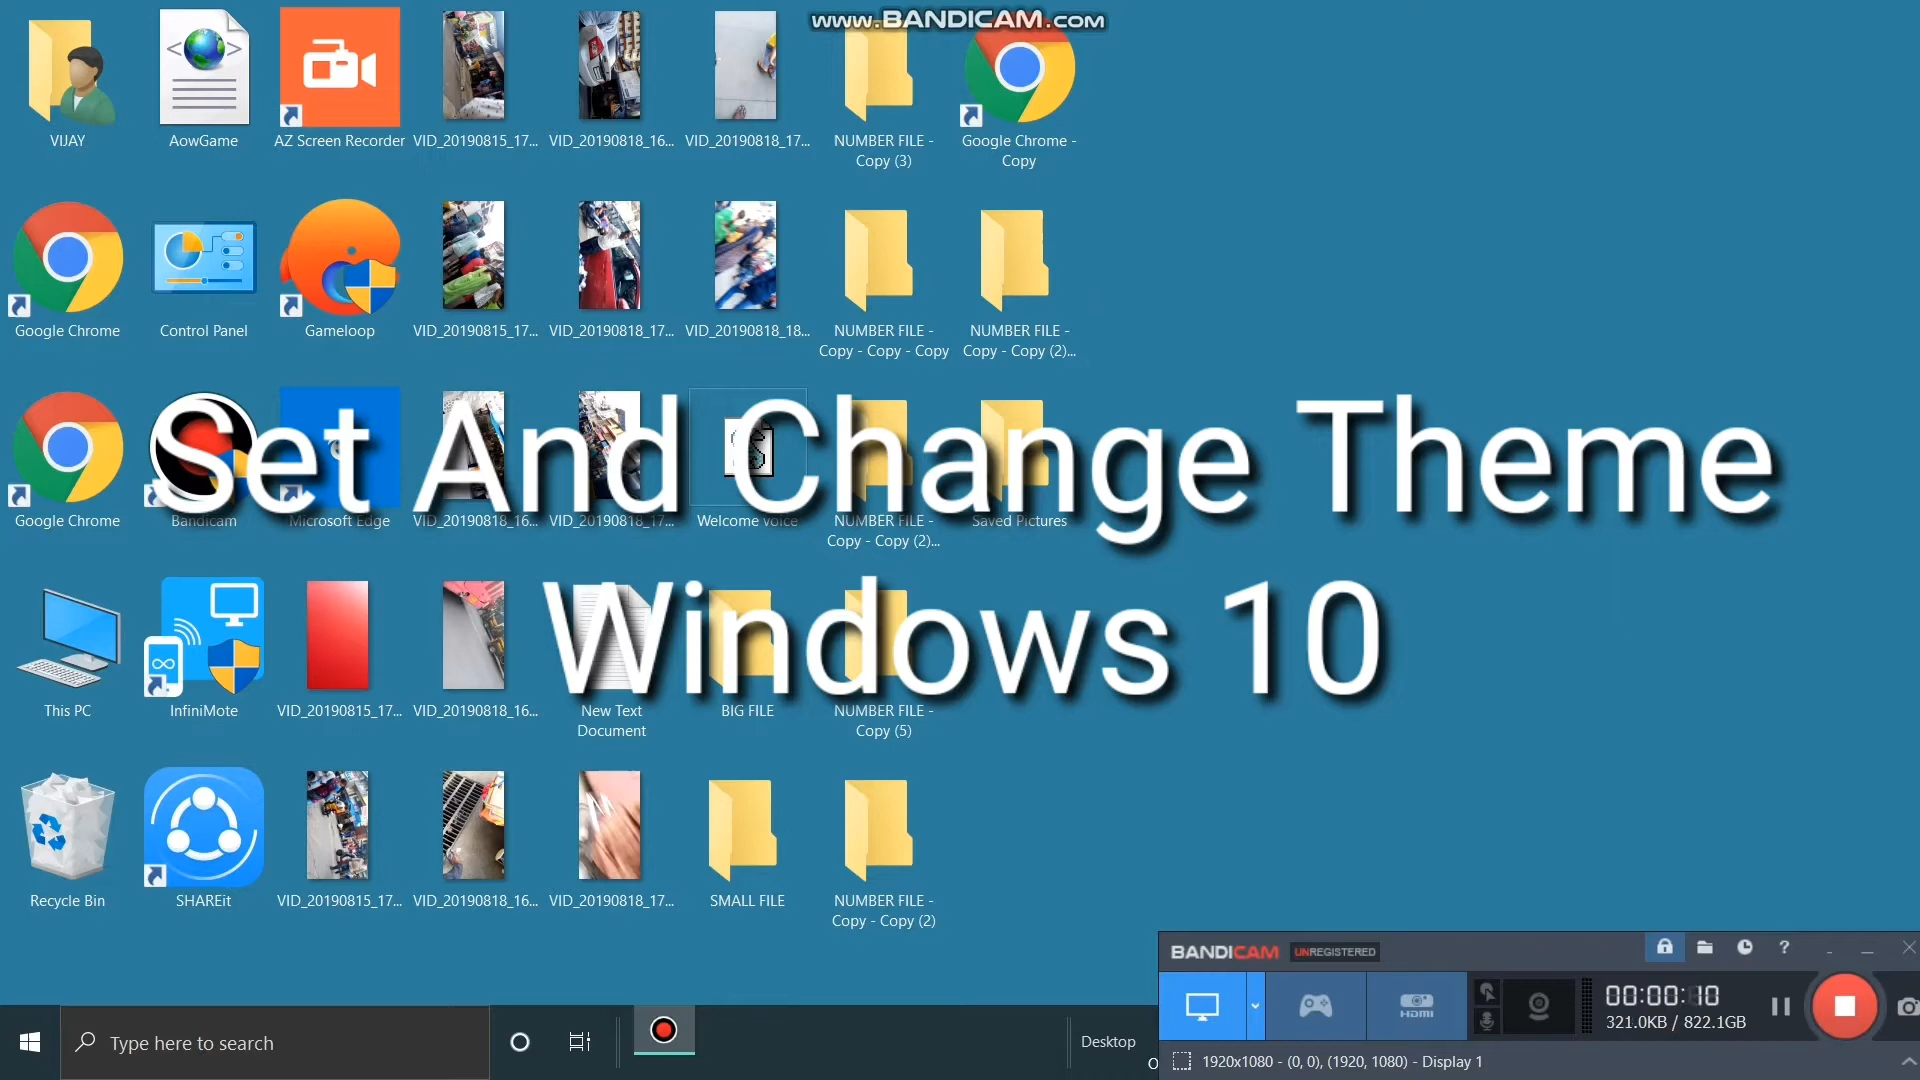 www.BANDICAM.com
VIJAY
AowGame
AZ Screen Recorder
VID_20190815_17...
VID_20190818_16...
VID_20190818_17...
NUMBER FILE -
Copy (3)
Google Chrome -
Copy
Google Chrome
Control Panel
Gameloop
VID_20190815_17...
VID_20190818_17...
VID_20190818_18...
NUMBER FILE -
Copy - Copy - Copy
NUMBER FILE -
Copy - Copy (2)...
Set And Change Theme
Windows 10
Google Chrome
Bandicam
Microsoft Edge
VID_20190818_16...
VID_20190818_17...
Welcome voice
NUMBER FILE -
Copy - Copy (2)...
Saved Pictures
This PC
InfiniMote
VID_20190815_17...
VID_20190818_16...
New Text
Document
BIG FILE
NUMBER FILE -
Copy (5)
Recycle Bin
SHAREit
VID_20190815_17...
VID_20190818_16...
VID_20190818_17...
SMALL FILE
NUMBER FILE -
Copy - Copy (2)
BANDICAM UNREGISTERED
HDMI
00:00:10
321.0KB / 822.1GB
1920x1080 - (0, 0), (1920, 1080) - Display 1
Type here to search
Desktop